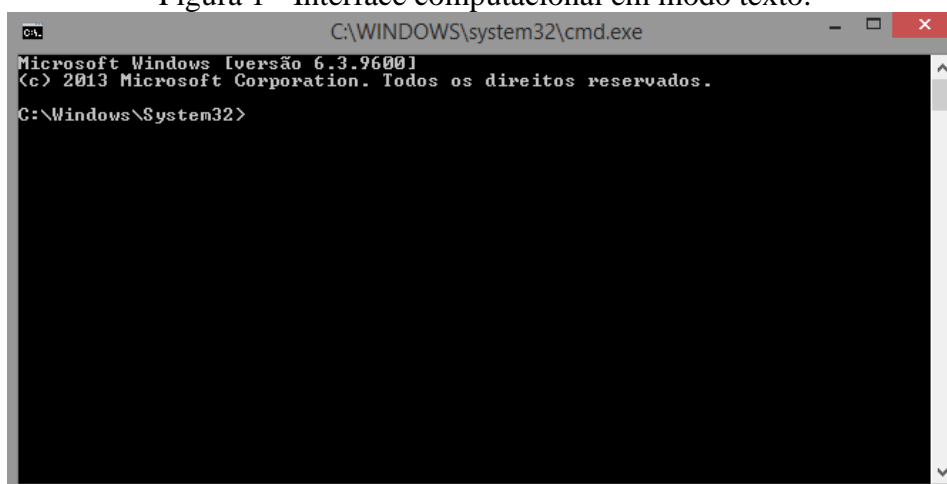 Figura 1 - Interface computacional em modo texto.
C:\WINDOWS\system32\cmd.exe
Microsoft Windows [versão 6.3.9600]
(c) 2013 Microsoft Corporation. Todos os direitos reservados.
C:\Windows\System32>